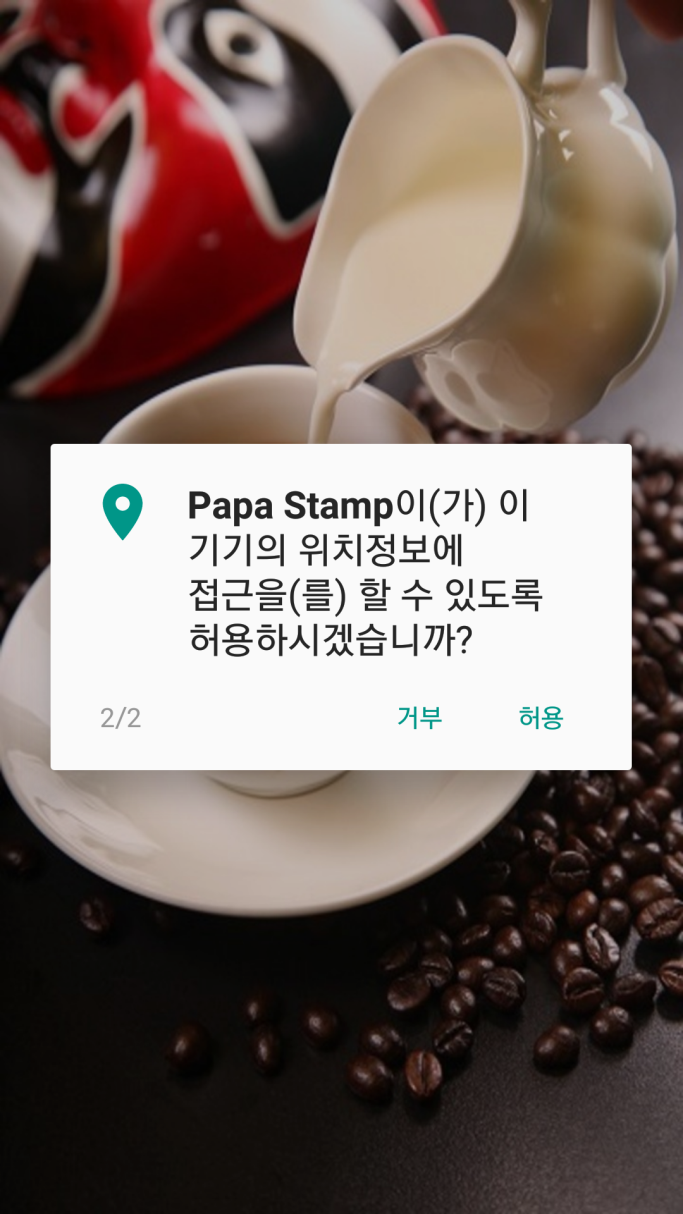 Papa Stamp이(가) 이
기기의 위치정보에
접근을(를) 할 수 있도록
허용하시겠습니까?
2/2 거부 허용